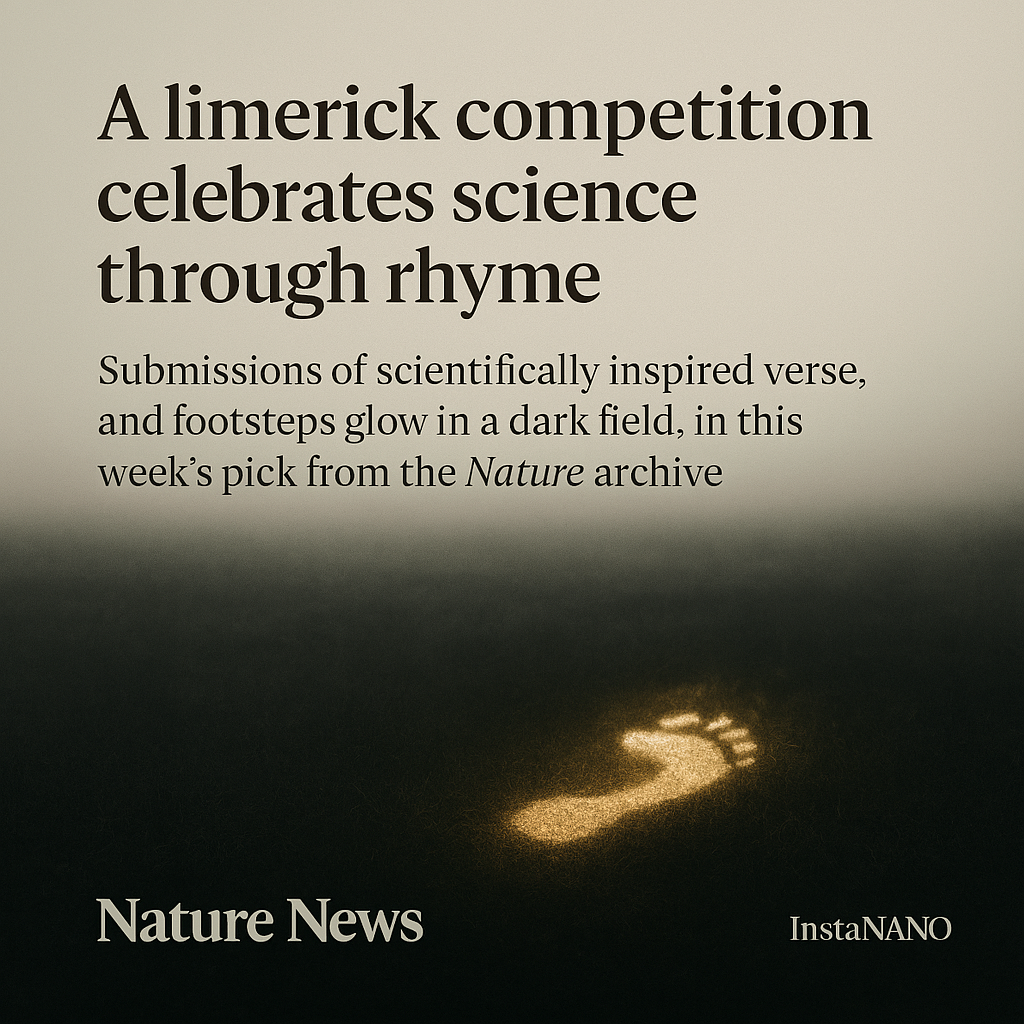 A limerick competition
celebrates science
through rhyme
Submissions of scientifically inspired verse,
and footsteps glow in a dark field, in this
week’s pick from the Nature archive
Nature News
InstaNANO